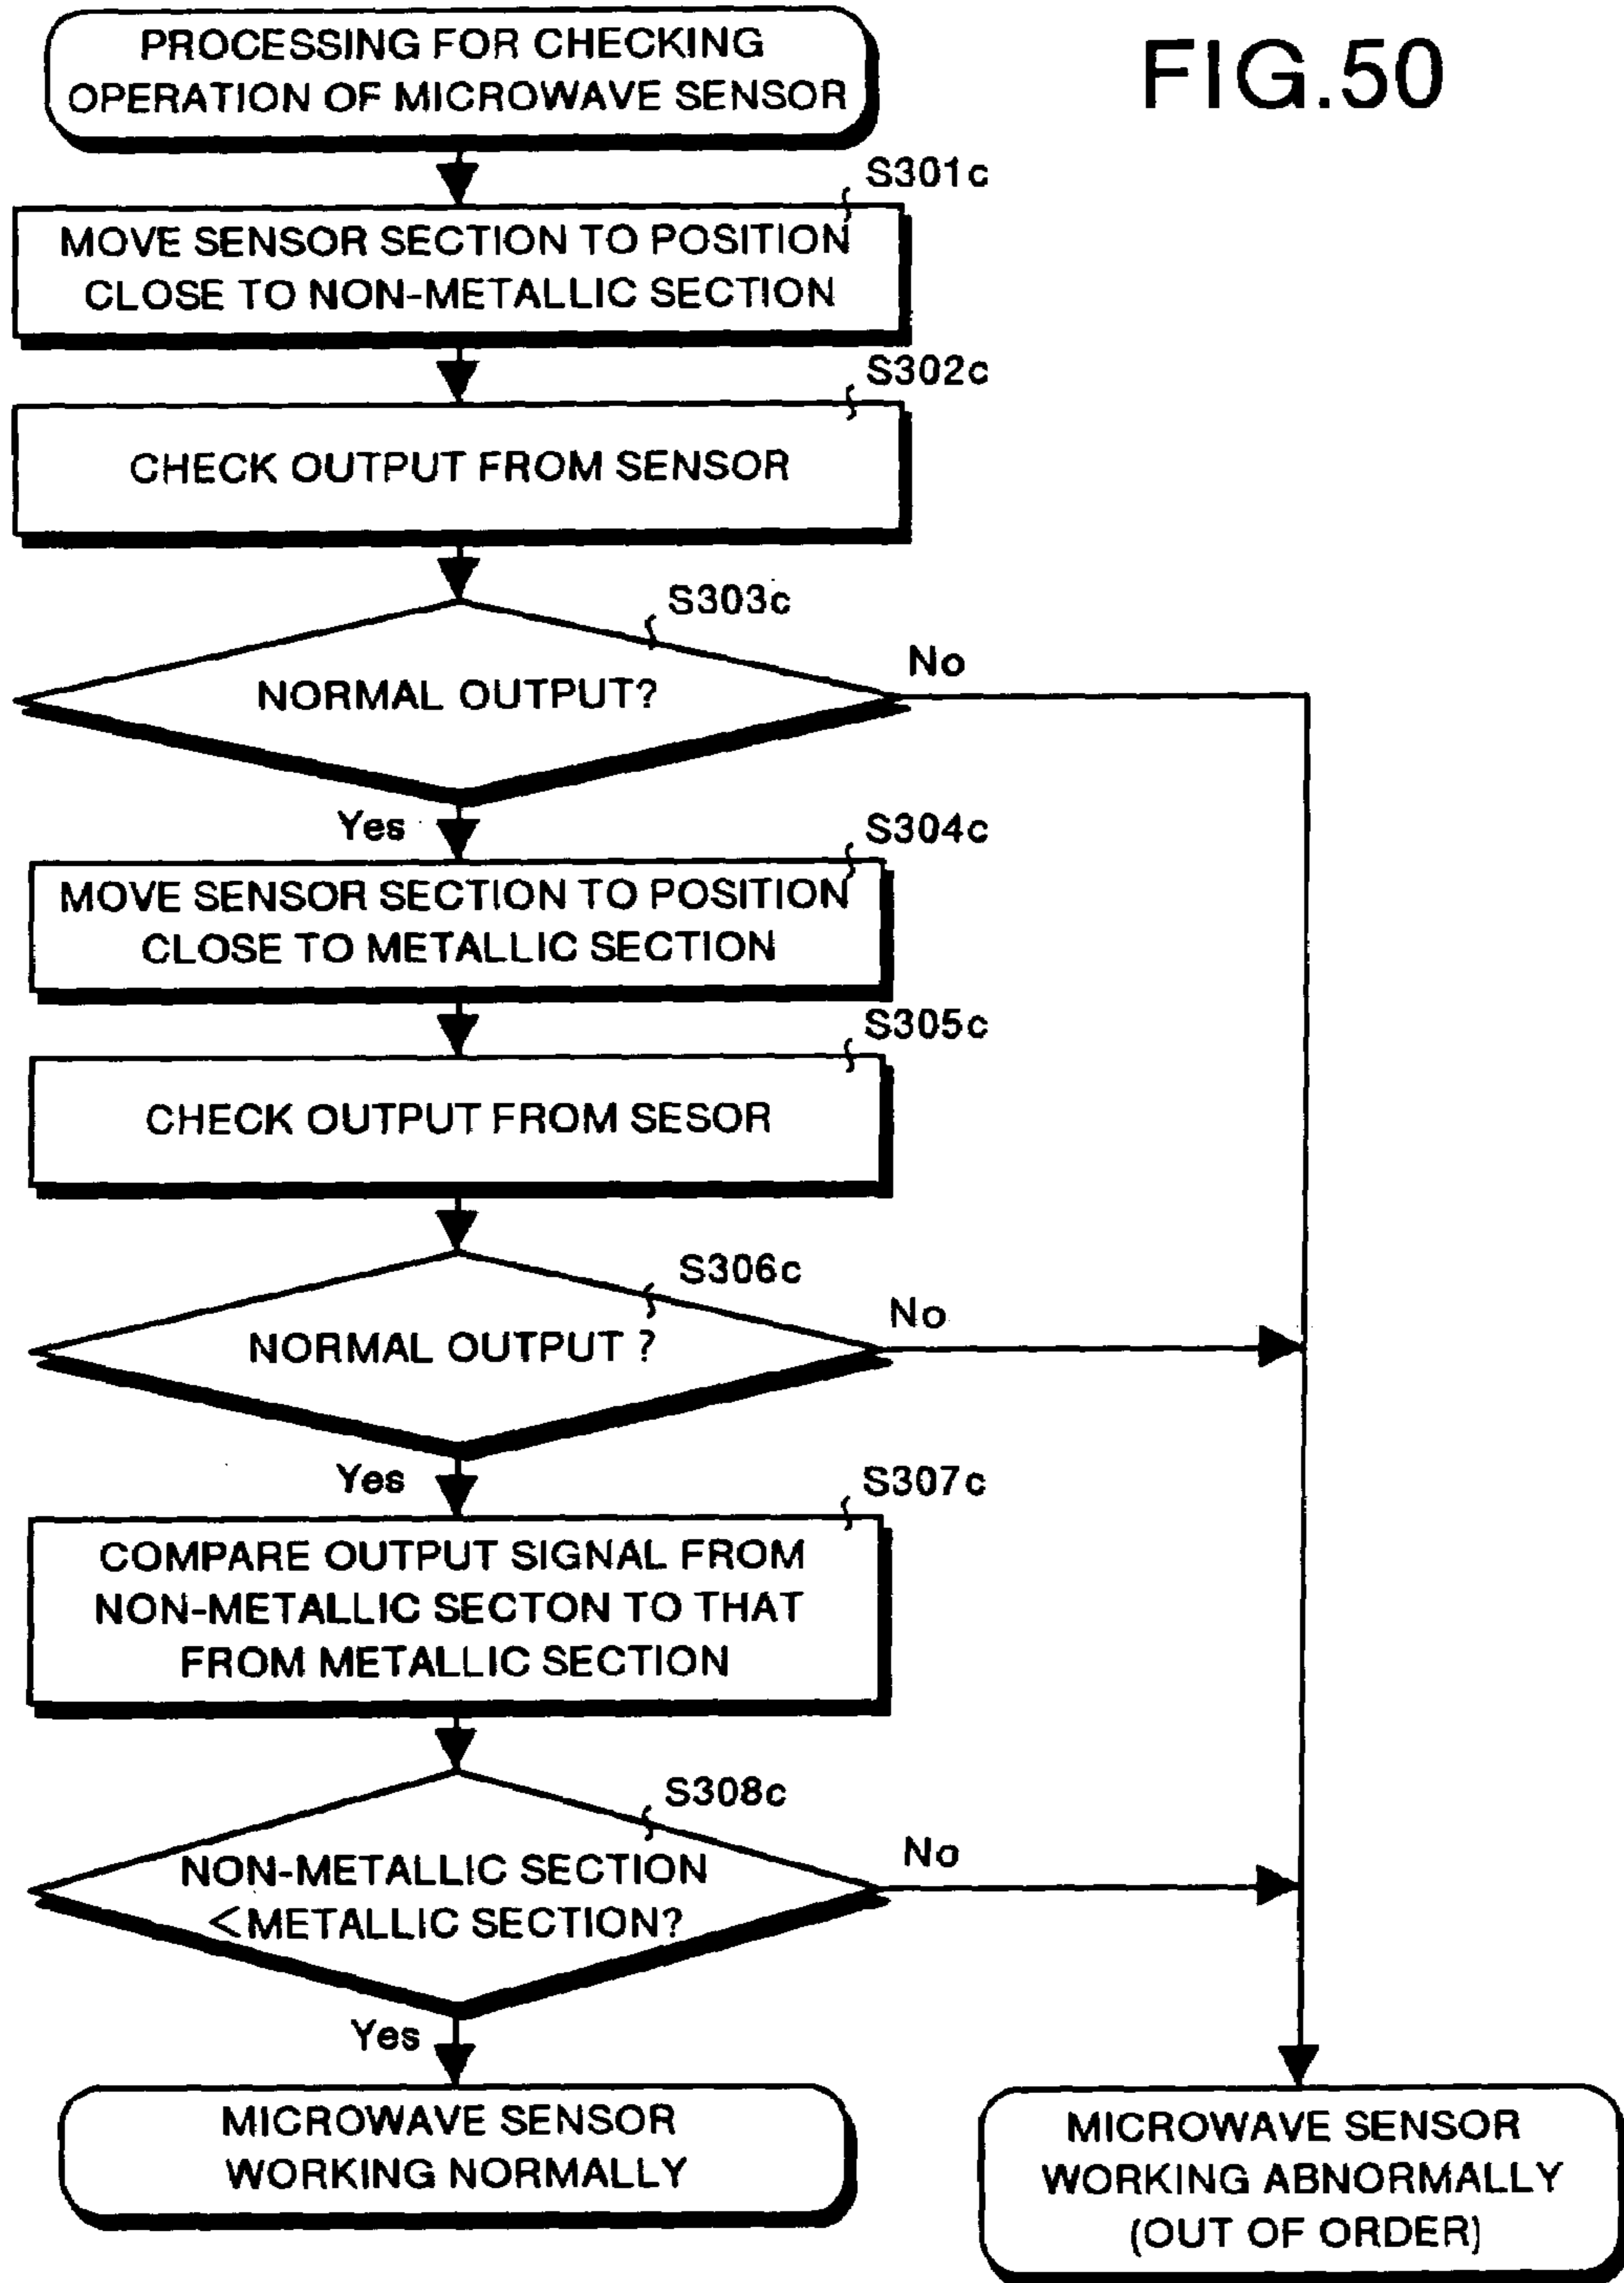 FIG.50
PROCESSING FOR CHECKING
OPERATION OF MICROWAVE SENSOR
S301c
MOVE SENSOR SECTION TO POSITION
CLOSE TO NON-METALLIC SECTION
S302c
CHECK OUTPUT FROM SENSOR
S303c
NORMAL OUTPUT?
No
Yes
S304c
MOVE SENSOR SECTION TO POSITION
CLOSE TO METALLIC SECTION
S305c
CHECK OUTPUT FROM SESOR
S306c
NORMAL OUTPUT ?
No
Yes
S307c
COMPARE OUTPUT SIGNAL FROM
NON-METALLIC SECTON TO THAT
FROM METALLIC SECTION
S308c
NON-METALLIC SECTION
<METALLIC SECTION?
No
Yes
MICROWAVE SENSOR
WORKING NORMALLY
MICROWAVE SENSOR
WORKING ABNORMALLY
(OUT OF ORDER)